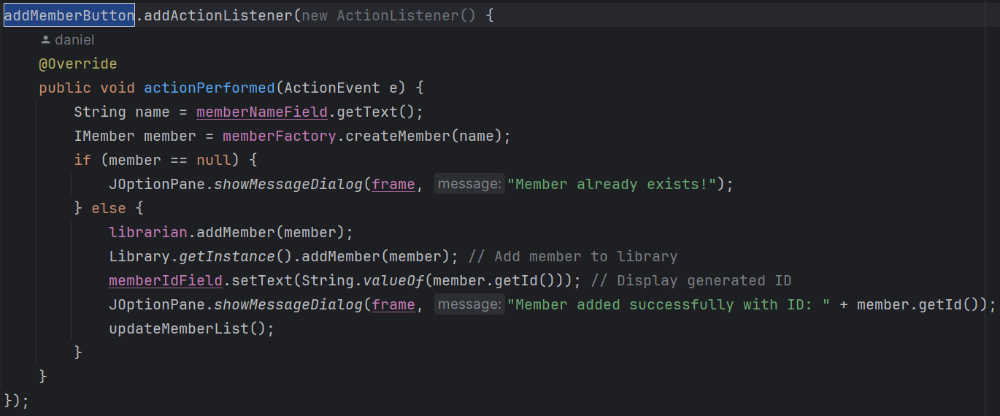 addMemberButton.addActionListener(new ActionListener() {
daniel
@Override
public void actionPerformed(ActionEvent e) {
String name = memberNameField.getText();
IMember member = memberFactory.createMember(name);
if (member == null) {
JOptionPane.showMessageDialog(frame, message: "Member already exists!");
} else {
librarian.addMember(member);
Library.getInstance().addMember(member); // Add member to library
memberIdField.setText(String.valueOf(member.getId())); // Display generated ID
JOptionPane.showMessageDialog(frame, message: "Member added successfully with ID: " + member.getId());
updateMemberList();
}
}
});